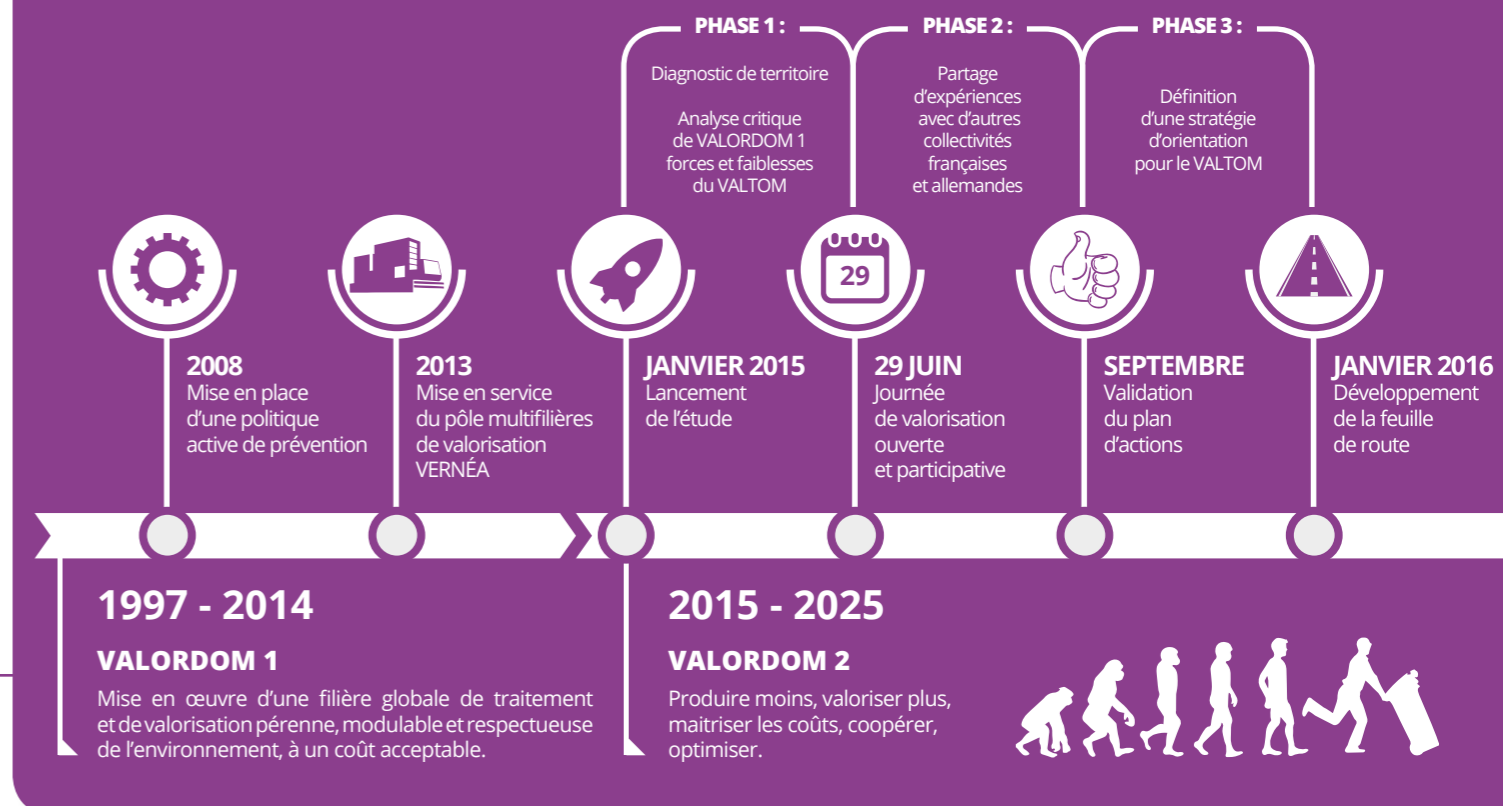 PHASE 1 :
Diagnostic de territoire
Analyse critique
de VALORDOM 1
forces et faiblesses
du VALTOM
PHASE 2 :
Partage
d’expériences
avec d’autres
collectivités
françaises
et allemandes
PHASE 3 :
Définition
d’une stratégie
d’orientation
pour le VALTOM
29
2008
Mise en place
d’une politique
active de prévention
2013
Mise en service
du pôle multifilières
de valorisation
VERNÉA
JANVIER 2015
Lancement
de l’étude
29 JUIN
Journée
de valorisation
ouverte
et participative
SEPTEMBRE
Validation
du plan
d’actions
JANVIER 2016
Développement
de la feuille
de route
1997 - 2014
VALORDOM 1
Mise en œuvre d’une filière globale de traitement
et de valorisation pérenne, modulable et respectueuse
de l’environnement, à un coût acceptable.
2015 - 2025
VALORDOM 2
Produire moins, valoriser plus,
maitriser les coûts, coopérer,
optimiser.